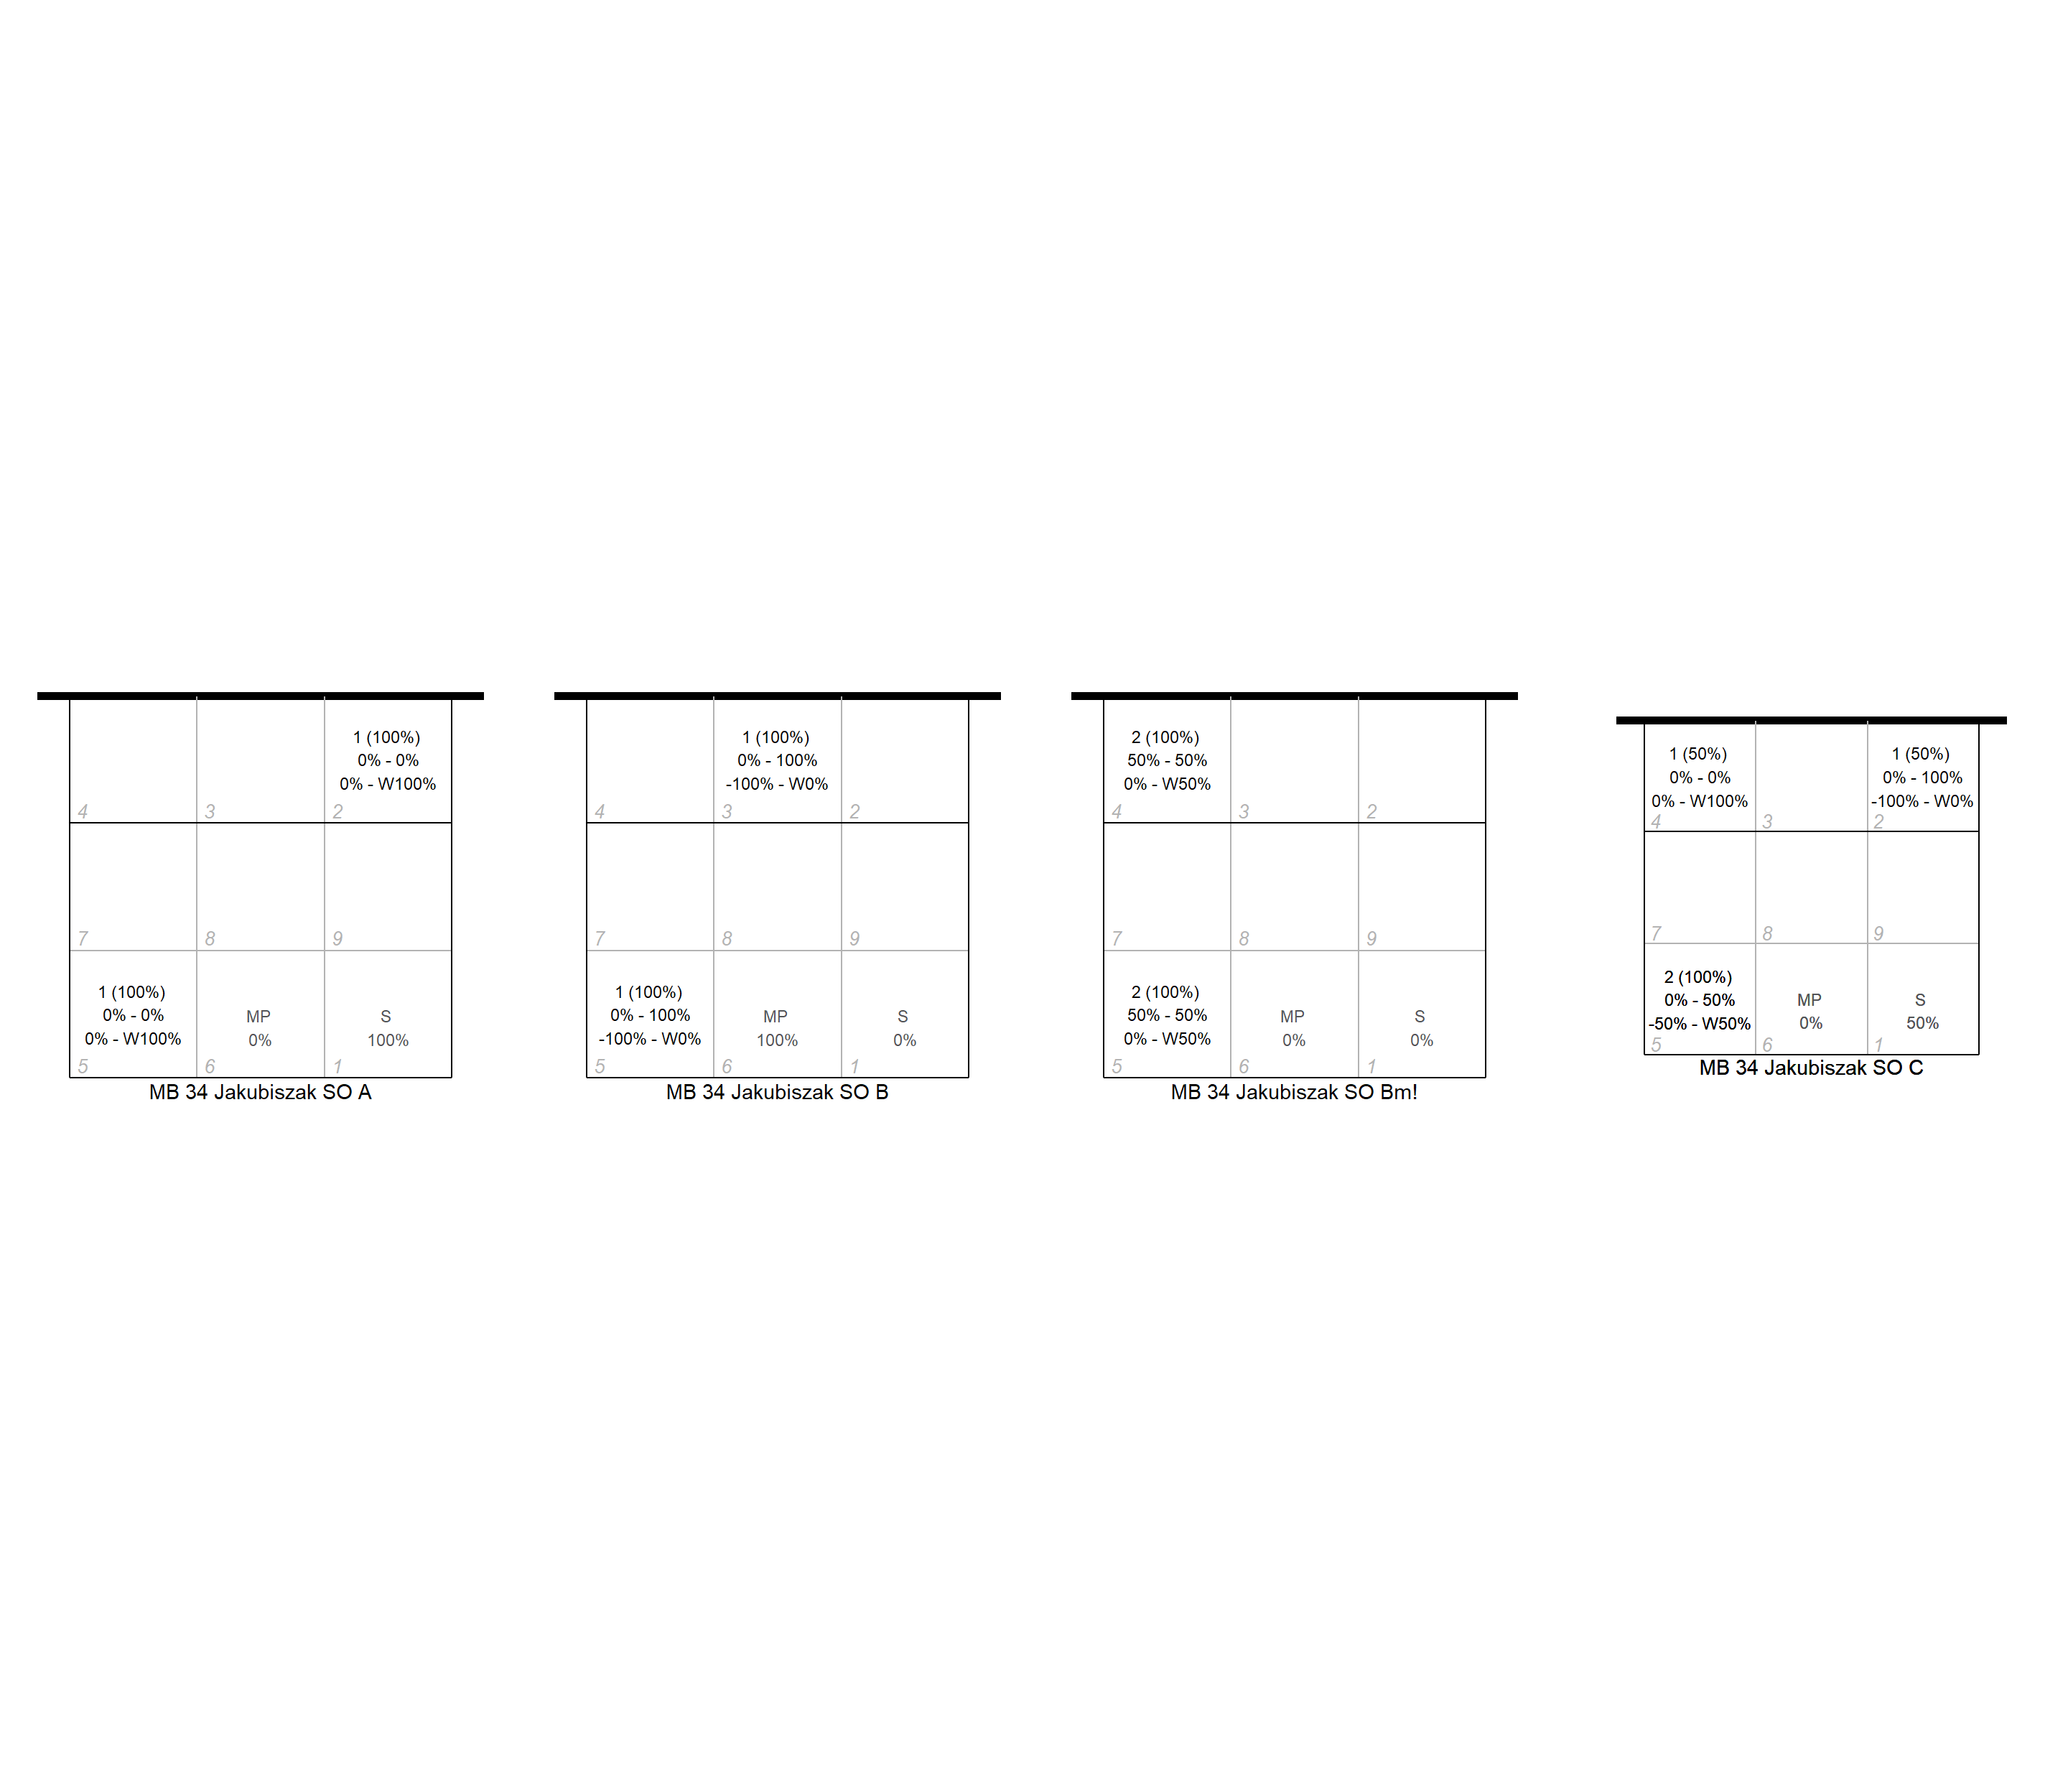 1 (100%)
0% - 0%
0% - W100%
4 3 2
7 8 9
1 (100%)
0% - 0%
0% - W100%
MP
0%
S
100%
5 6 1
MB 34 Jakubiszak SO A
1 (100%)
0% - 100%
-100% - W0%
4 3 2
7 8 9
1 (100%)
0% - 100%
-100% - W0%
MP
100%
S
0%
5 6 1
MB 34 Jakubiszak SO B
2 (100%)
50% - 50%
0% - W50%
4 3 2
7 8 9
2 (100%)
50% - 50%
0% - W50%
MP
0%
S
0%
5 6 1
MB 34 Jakubiszak SO Bm!
1 (50%)
0% - 0%
0% - W100%
1 (50%)
0% - 100%
-100% - W0%
4 3 2
7 8 9
2 (100%)
0% - 50%
-50% - W50%
MP
0%
S
50%
5 6 1
MB 34 Jakubiszak SO C